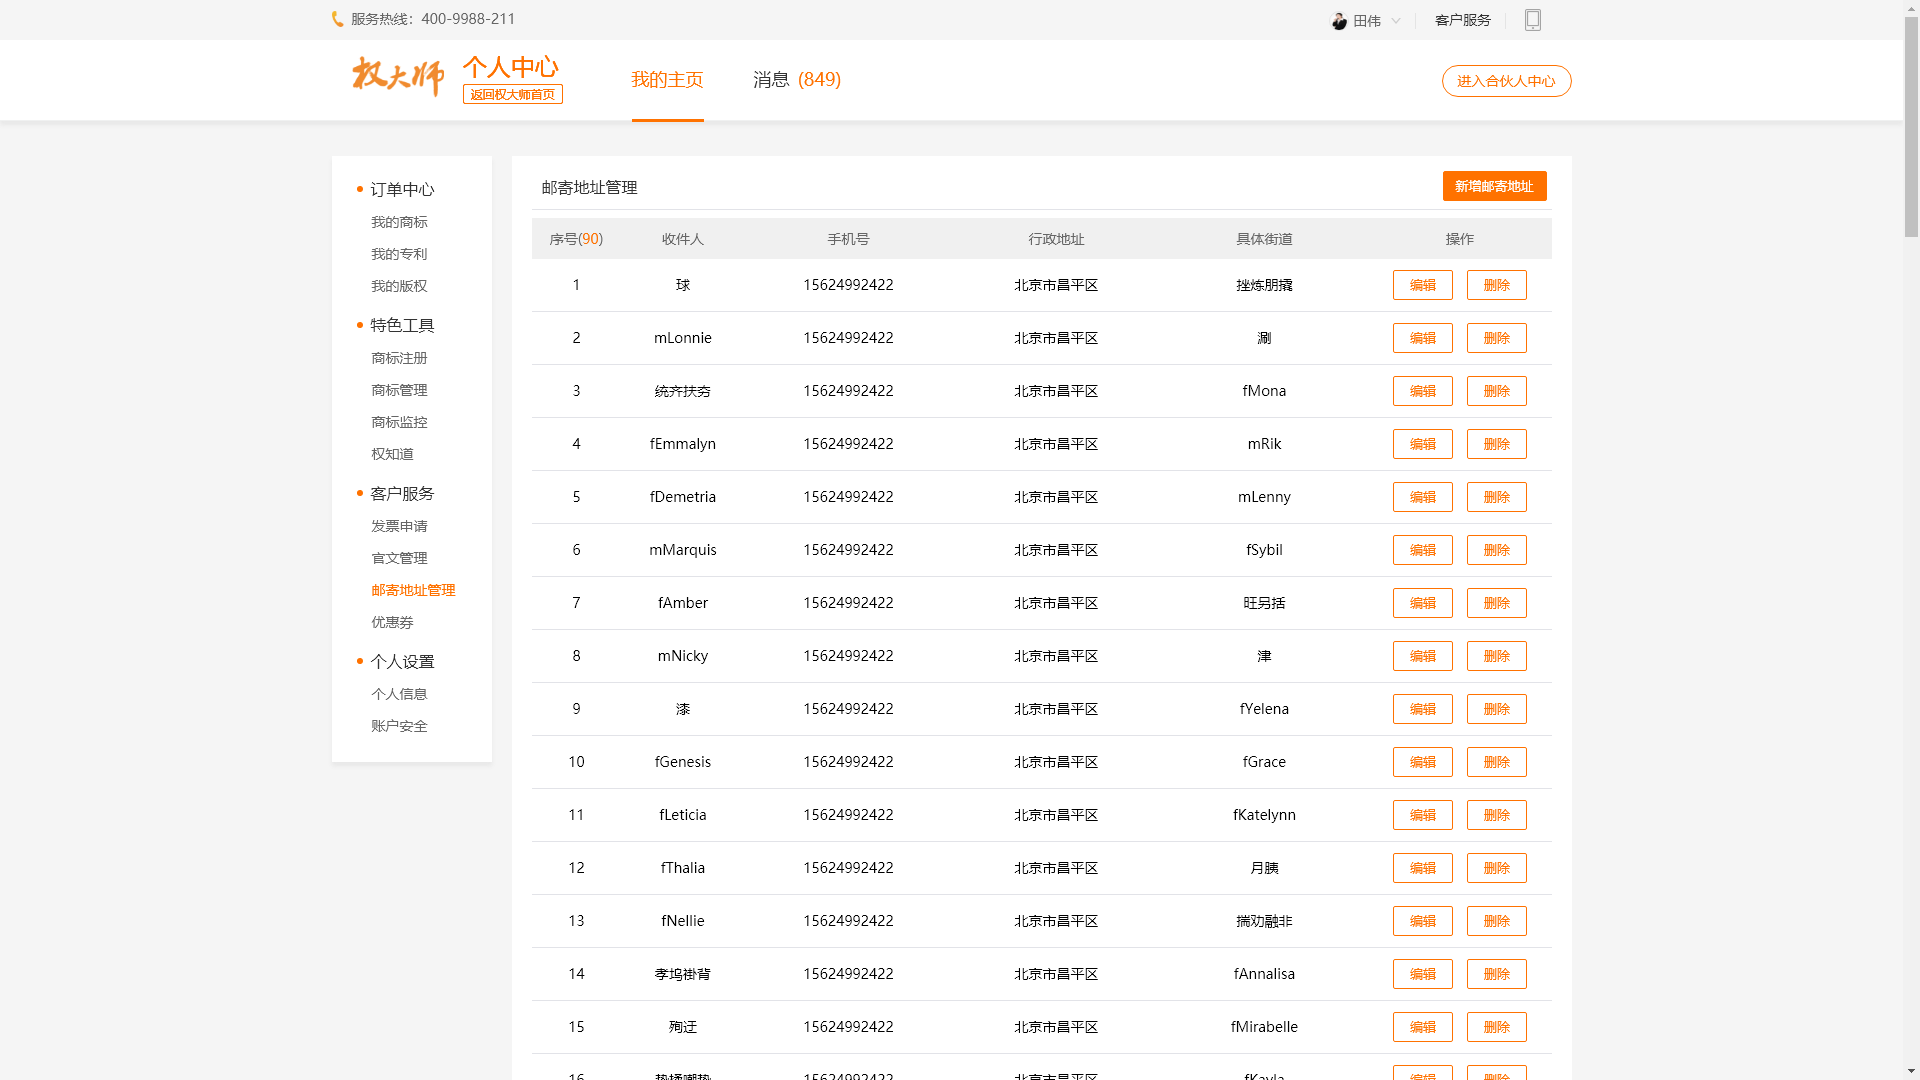 服务热线：400-9988-211
田伟
客户服务
权大师
个人中心
返回权大师首页
我的主页
消息 (849)
进入合伙人中心
订单中心
我的商标
我的专利
我的版权
特色工具
商标注册
商标管理
商标监控
权知道
客户服务
发票申请
官文管理
邮寄地址管理
优惠券
个人设置
个人信息
账户安全
邮寄地址管理
新增邮寄地址
序号(90) 收件人 手机号 行政地址 具体街道 操作
1 球 15624992422 北京市昌平区 挫炼朋撬 编辑 删除
2 mLonnie 15624992422 北京市昌平区 涮 编辑 删除
3 统齐扶夯 15624992422 北京市昌平区 fMona 编辑 删除
4 fEmmalyn 15624992422 北京市昌平区 mRik 编辑 删除
5 fDemetria 15624992422 北京市昌平区 mLenny 编辑 删除
6 mMarquis 15624992422 北京市昌平区 fSybil 编辑 删除
7 fAmber 15624992422 北京市昌平区 旺另括 编辑 删除
8 mNicky 15624992422 北京市昌平区 津 编辑 删除
9 漆 15624992422 北京市昌平区 fYelena 编辑 删除
10 fGenesis 15624992422 北京市昌平区 fGrace 编辑 删除
11 fLeticia 15624992422 北京市昌平区 fKatelynn 编辑 删除
12 fThalia 15624992422 北京市昌平区 月胰 编辑 删除
13 fNellie 15624992422 北京市昌平区 揣劝融非 编辑 删除
14 孝坞褂背 15624992422 北京市昌平区 fAnnalisa 编辑 删除
15 殉迂 15624992422 北京市昌平区 fMirabelle 编辑 删除
16 15624992422 北京市昌平区 fKayla 编辑 删除